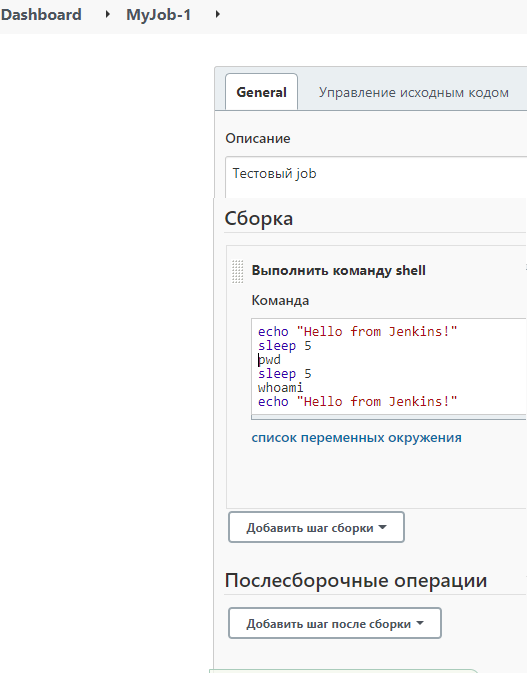 Dashboard MyJob-1
General Управление исходным кодом
Описание
Тестовый job
Сборка
Выполнить команду shell
Команда
echo "Hello from Jenkins!"
sleep 5
pwd
sleep 5
whoami
echo "Hello from Jenkins!"
список переменных окружения
Добавить шаг сборки
Послесборочные операции
Добавить шаг после сборки